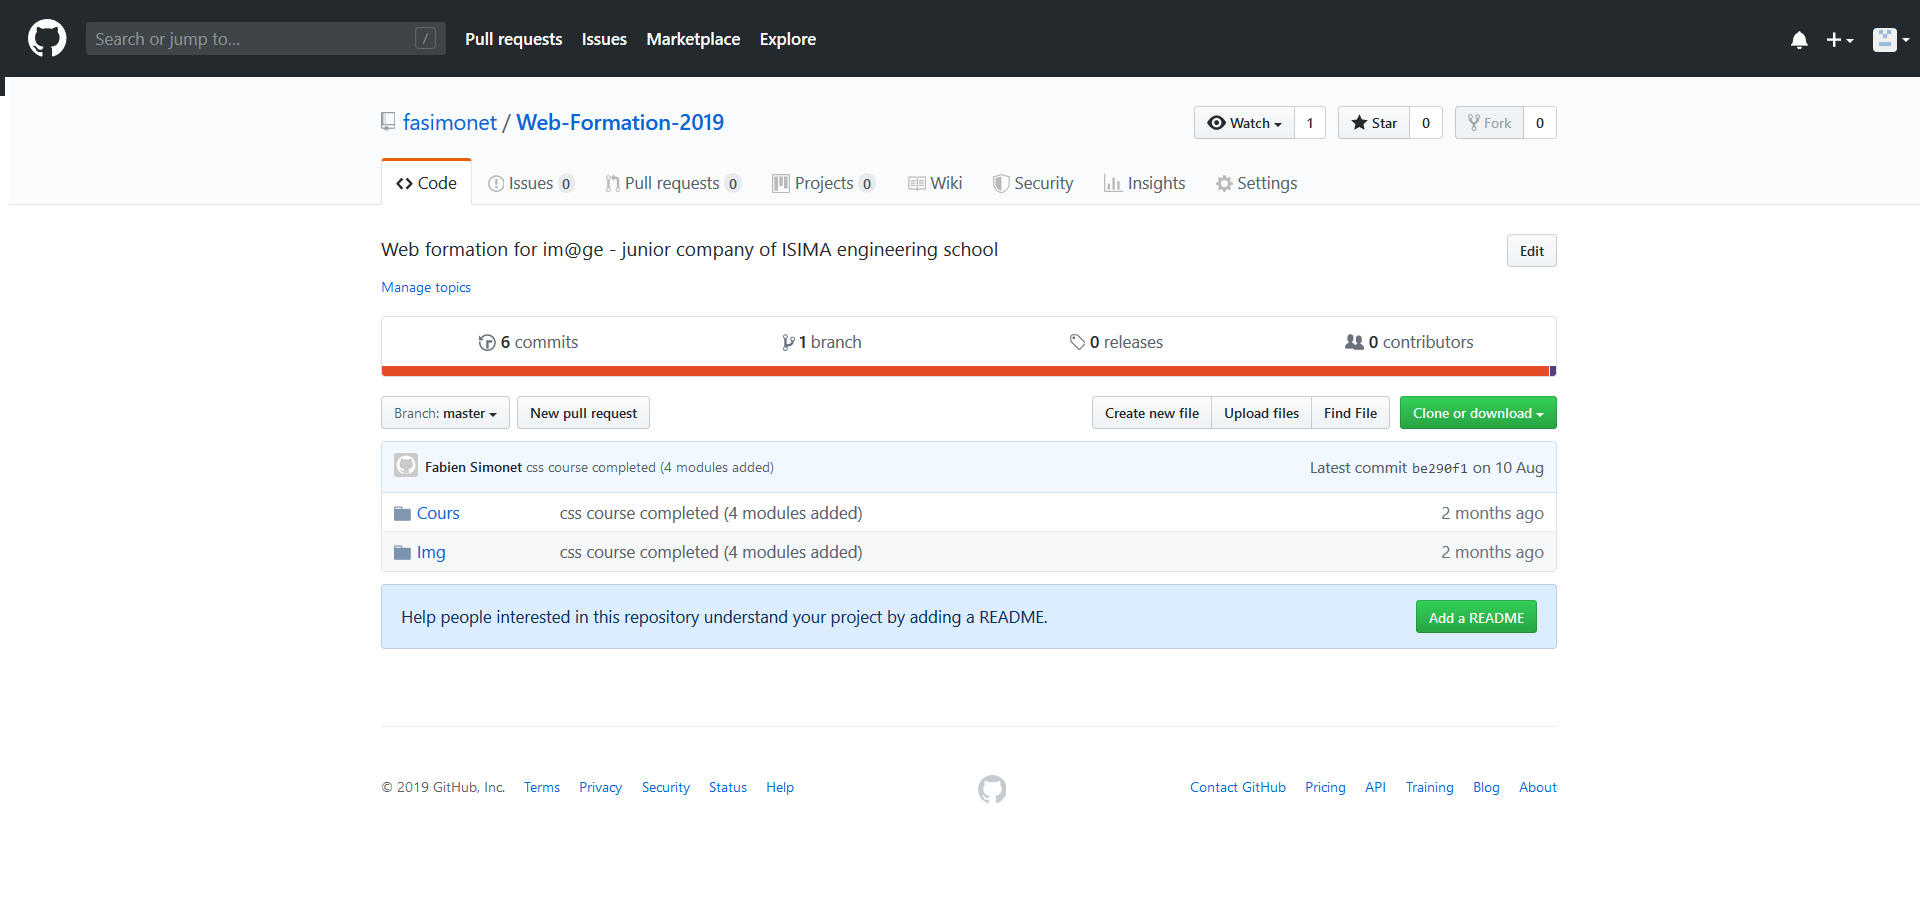 Search or jump to... /
Pull requests Issues Marketplace Explore
fasimonet / Web-Formation-2019
Watch 1 Star 0 Fork 0
Code Issues 0 Pull requests 0 Projects 0 Wiki Security Insights Settings
Web formation for im@ge - junior company of ISIMA engineering school
Edit
Manage topics
6 commits 1 branch 0 releases 0 contributors
Branch: master New pull request Create new file Upload files Find File Clone or download
Fabien Simonet css course completed (4 modules added) Latest commit be290f1 on 10 Aug
Cours css course completed (4 modules added) 2 months ago
Img css course completed (4 modules added) 2 months ago
Help people interested in this repository understand your project by adding a README. Add a README
© 2019 GitHub, Inc. Terms Privacy Security Status Help Contact GitHub Pricing API Training Blog About